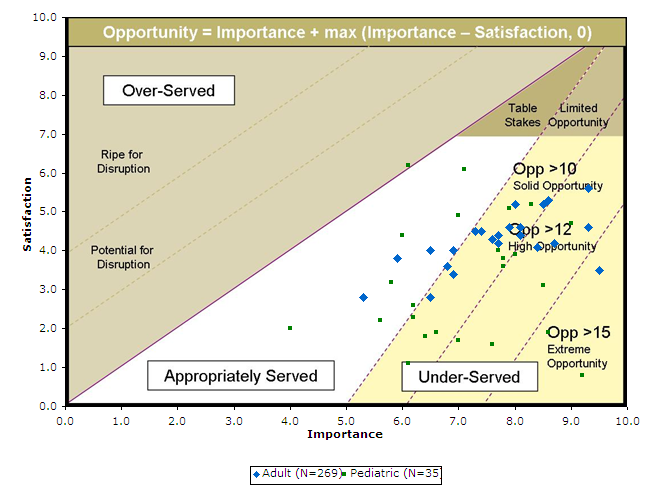 Opportunity = Importance + max (Importance – Satisfaction, 0)
10.0
9.0
8.0
7.0
6.0
5.0
4.0
3.0
2.0
1.0
0.0
Satisfaction
Over-Served
Ripe for
Disruption
Potential for
Disruption
Table
Stakes
Limited
Opportunity
Opp >10
Solid Opportunity
Opp >12
High Opportunity
Opp >15
Extreme
Opportunity
Appropriately Served
Under-Served
0.0 1.0 2.0 3.0 4.0 5.0 6.0 7.0 8.0 9.0 10.0
Importance
Adult (N=269) Pediatric (N=35)